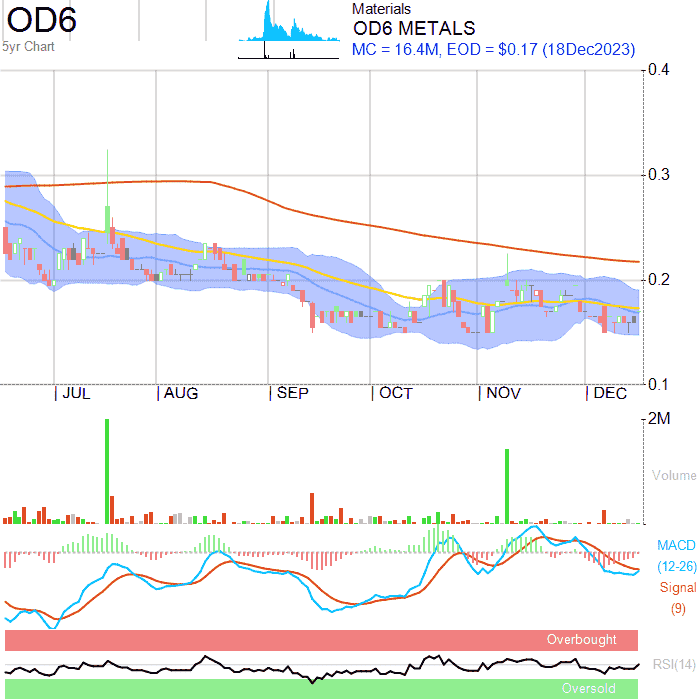 OD6
5yr Chart
Materials
OD6 METALS
MC = 16.4M, EOD = $0.17 (18Dec2023)
0.4
0.3
0.2
0.1
JUL AUG SEP OCT NOV DEC
2M
Volume
MACD
(12-26)
Signal
(9)
Overbought
RSI(14)
Oversold